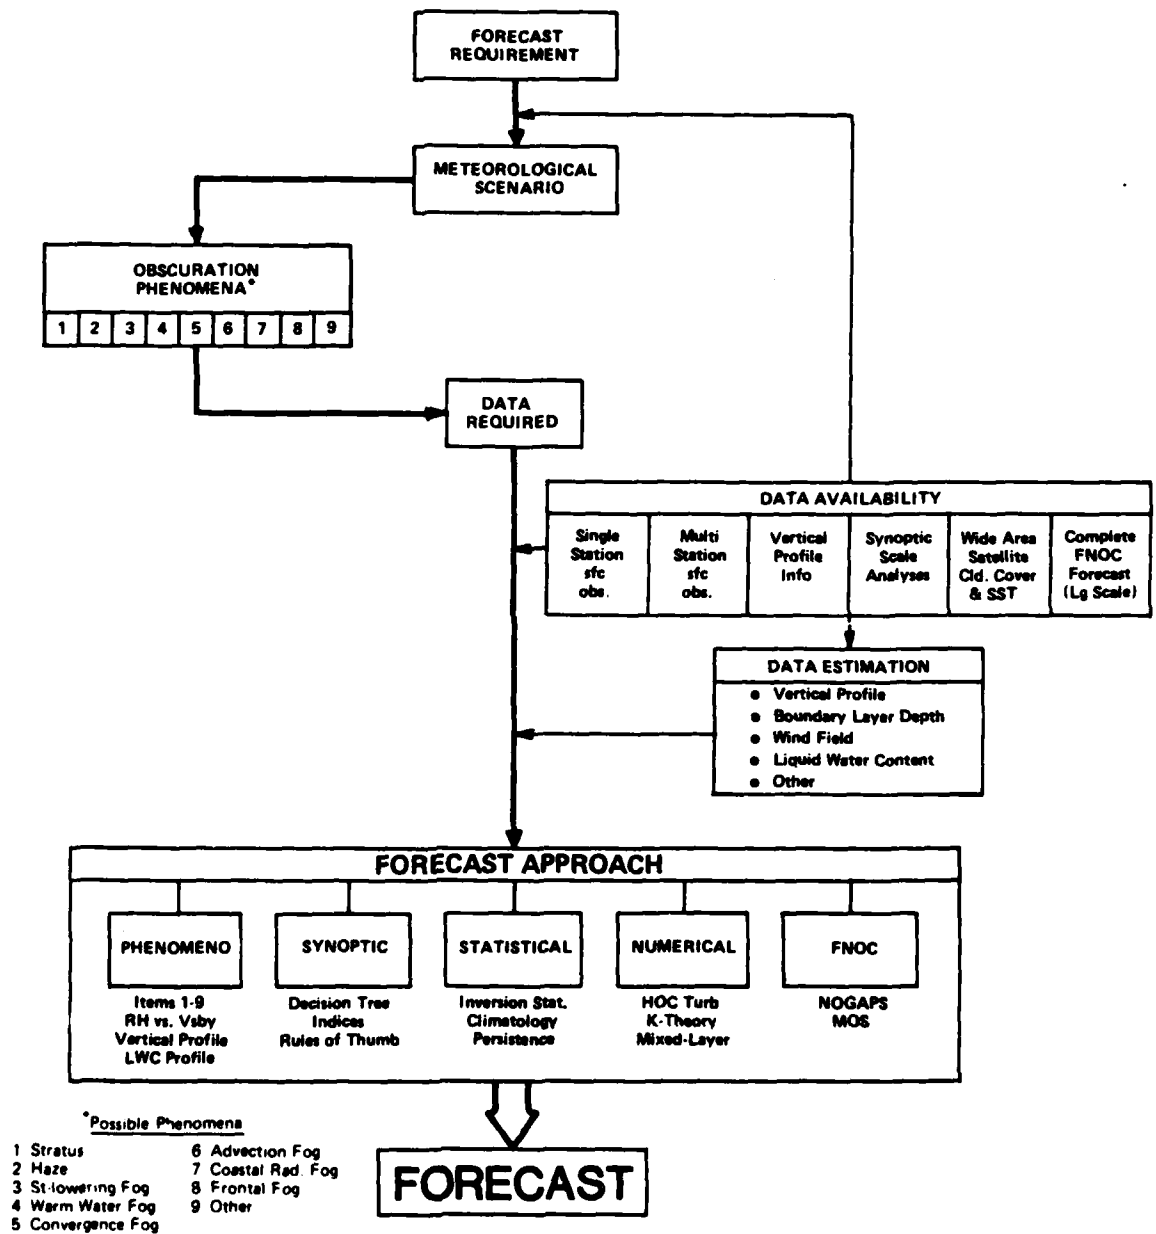 FORECAST
REQUIREMENT
METEOROLOGICAL
SCENARIO
OBSCURATION
PHENOMENA*
1 2 3 4 5 6 7 8 9
DATA
REQUIRED
DATA AVAILABILITY
Single
Station
sfc
obs.
Multi
Station
sfc
obs.
Vertical
Profile
Info
Synoptic
Scale
Analyses
Wide Area
Satellite
Cld. Cover
& SST
Complete
FNOC
Forecast
(Lg Scale)
DATA ESTIMATION
● Vertical Profile
● Boundary Layer Depth
● Wind Field
● Liquid Water Content
● Other
FORECAST APPROACH
PHENOMENO
Items 1-9
RH vs. Vsby
Vertical Profile
LWC Profile
SYNOPTIC
Decision Tree
Indices
Rules of Thumb
STATISTICAL
Inversion Stat.
Climatology
Persistence
NUMERICAL
HOC Turb
K-Theory
Mixed-Layer
FNOC
NOGAPS
MOS
*Possible Phenomena
1 Stratus
2 Haze
3 St-lowering Fog
4 Warm Water Fog
5 Convergence Fog
6 Advection Fog
7 Coastal Rad. Fog
8 Frontal Fog
9 Other
FORECAST